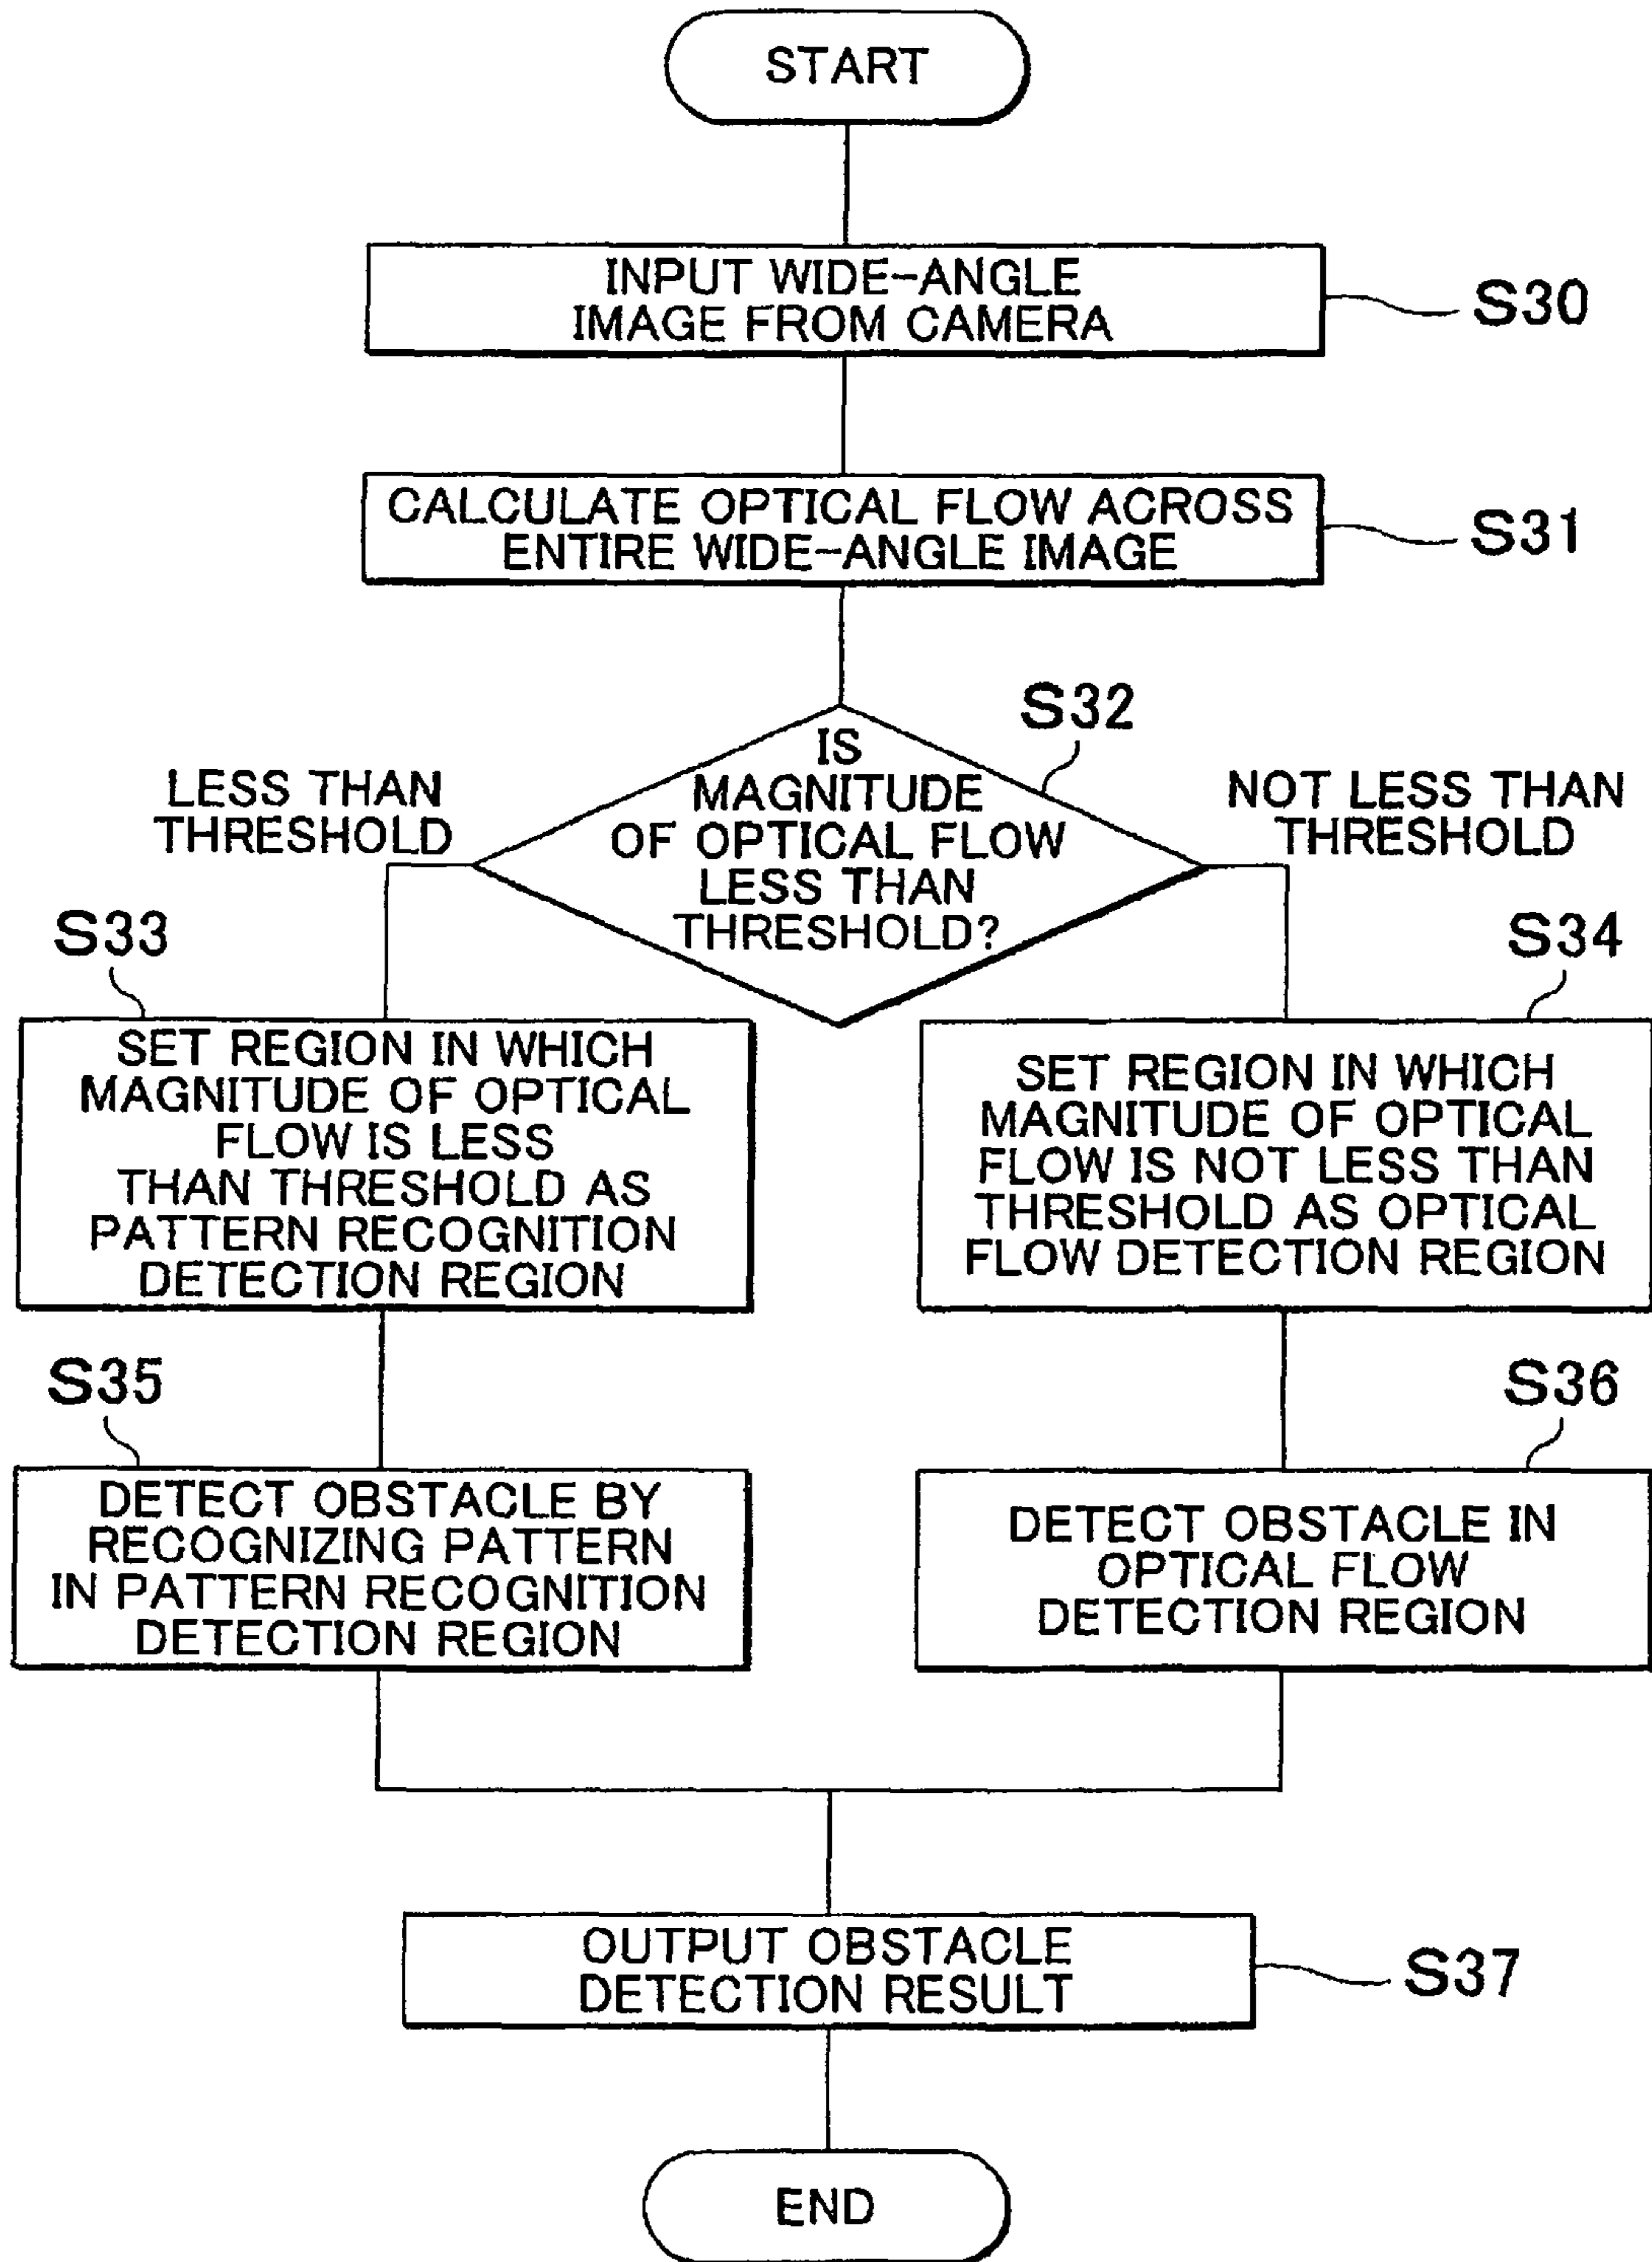 START
INPUT WIDE-ANGLE
IMAGE FROM CAMERA
S30
CALCULATE OPTICAL FLOW ACROSS
ENTIRE WIDE-ANGLE IMAGE
S31
S32
IS
MAGNITUDE
OF OPTICAL FLOW
LESS THAN
THRESHOLD?
LESS THAN
THRESHOLD
NOT LESS THAN
THRESHOLD
S33
SET REGION IN WHICH
MAGNITUDE OF OPTICAL
FLOW IS LESS
THAN THRESHOLD AS
PATTERN RECOGNITION
DETECTION REGION
S34
SET REGION IN WHICH
MAGNITUDE OF OPTICAL
FLOW IS NOT LESS THAN
THRESHOLD AS OPTICAL
FLOW DETECTION REGION
S35
DETECT OBSTACLE BY
RECOGNIZING PATTERN
IN PATTERN RECOGNITION
DETECTION REGION
S36
DETECT OBSTACLE IN
OPTICAL FLOW
DETECTION REGION
OUTPUT OBSTACLE
DETECTION RESULT
S37
END